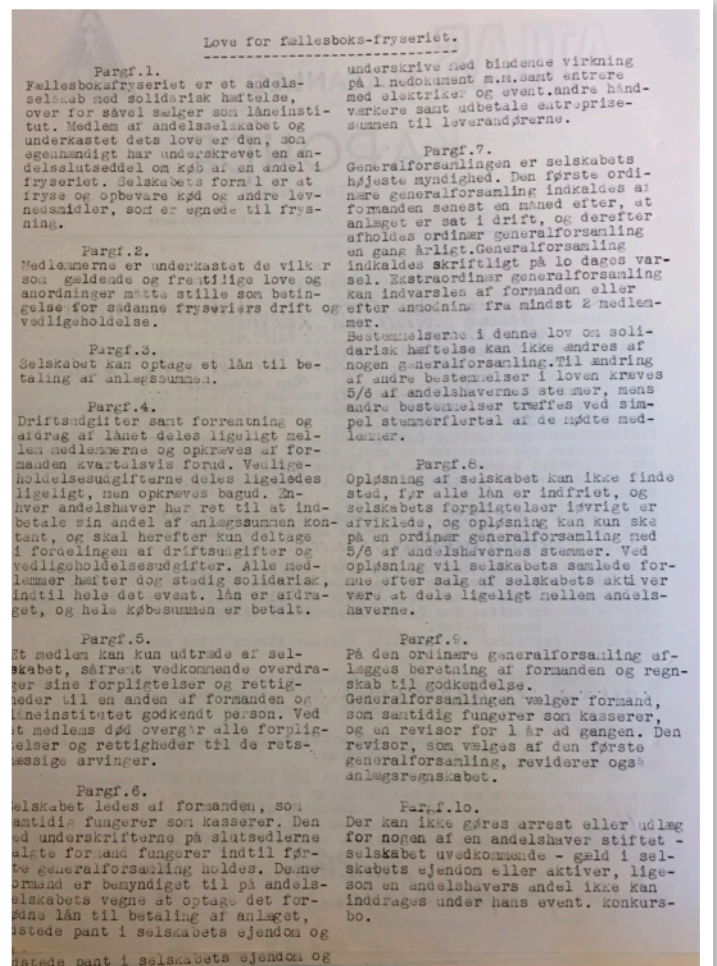 Love for fællesboks-fryseriet.
Pargf.1.
Fællesboksfryseriet er et andels-
selskab med solidarisk hæftelse,
over for såvel sælger som låneinsti-
tut. Medlem af andelsselskabet og
underkastet dets love er den, som
egenhændigt har underskrevet en an-
delsslutseddel om køb af en andel i
fryseriet. Selskabets form l er at
fryse og opbevare kød og andre lev-
nedsmidler, som er egnede til frys-
ning.
Pargf.2.
Medlemmerne er underkastet de vilkår
som gældende og fremtidige love og
anordninger måtte stille som betin-
gelse for sådanne fryseriers drift og
vedligeholdelse.
Pargf.3.
Selskabet kan optage et lån til be-
taling af anlægssummen.
Pargf.4.
Driftsudgifter samt forrentning og
afdrag af lånet deles ligeligt mel-
lem medlemmerne og opkræves af for-
manden kvartalsvis forud. Vedlige-
holdelsesudgifterne deles ligeledes
ligeligt, men opkræves bagud. En-
hver andelshaver har ret til at ind-
betale sin andel af anlægssummen kon-
tant, og skal herefter kun deltage
i fordelingen af driftsudgifter og
vedligeholdelsesudgifter. Alle med-
lemmer hæfter dog stadig solidarisk,
indtil hele det event. lån er afdra-
get, og hele købesummen er betalt.
Pargf.5.
Et medlem kan kun udtræde af sel-
skabet, såfremt vedkommende overdra-
ger sine forpligtelser og rettig-
heder til en anden af formanden og
låneinstitutet godkendt person. Ved
et medlems død overgår alle forplig-
telser og rettigheder til de rets-
mæssige arvinger.
Pargf.6.
elskabet ledes af formanden, som
amtidig fungerer som kasserer. Den
ed underskrifterne på slutsedlerne
algte formand fungerer indtil før-
te generalforsamling holdes. Denne
ormand er bemyndiget til på andels-
elskabets vegne at optage det for-
ødne lån til betaling af anlæget,
dstede pant i selskabets ejendom og
dstede pant i selskabets ejendom og
underskrive med bindende virkning
på l nedokument m.m.samt entrere
med elektriker og event.andre hånd-
værkere samt udbetale entreprise-
summen til leverandørerne.
Pargf.7.
Generalforsamlingen er selskabets
højeste myndighed. Den første ordi-
nære generalforsamling indkaldes af
formanden senest en måned efter, at
anlæget er sat i drift, og derefter
afholdes ordinær generalforsamling
en gang årligt.Generalforsamling
indkaldes skriftligt på lo dages var-
sel. Ekstraordinær generalforsamling
kan indvarsles af formanden eller
efter anmodning fra mindst 2 medlem-
mer.
Bestemmelserne i denne lov om soli-
darisk hæftelse kan ikke ændres af
nogen generalforsamling.Til ændring
af andre bestemmelser i loven kræves
5/6 af andelshavernes stemmer, mens
andre bestemmelser træffes ved sim-
pel stemmerflertal af de mødte med-
lemmer.
Pargf.8.
Opløsning af selskabet kan ikke finde
sted, før alle lån er indfriet, og
selskabets forpligtelser iøvrigt er
afviklede, og opløsning kan kun ske
på en ordinær generalforsamling med
5/6 af andelshavernes stemmer. Ved
opløsning vil selskabets samlede for-
mue efter salg af selskabets aktiver
være at dele ligeligt mellem andels-
haverne.
Pargf.9.
På den ordinære generalforsamling af-
lægges beretning af formanden og regn-
skab til godkendelse.
Generalforsamlingen vælger formand,
som samtidig fungerer som kasserer,
og en revisor for 1 år ad gangen. Den
revisor, som vælges af den første
generalforsamling, reviderer også
anlægsregnskabet.
Pargf.lo.
Der kan ikke gøres arrest eller udlæg
for nogen af en andelshaver stiftet -
selskabet uvedkommende - gæld i sel-
skabets ejendom eller aktiver, lige-
som en andelshavers andel ikke kan
inddrages under hans event. konkurs-
bo.